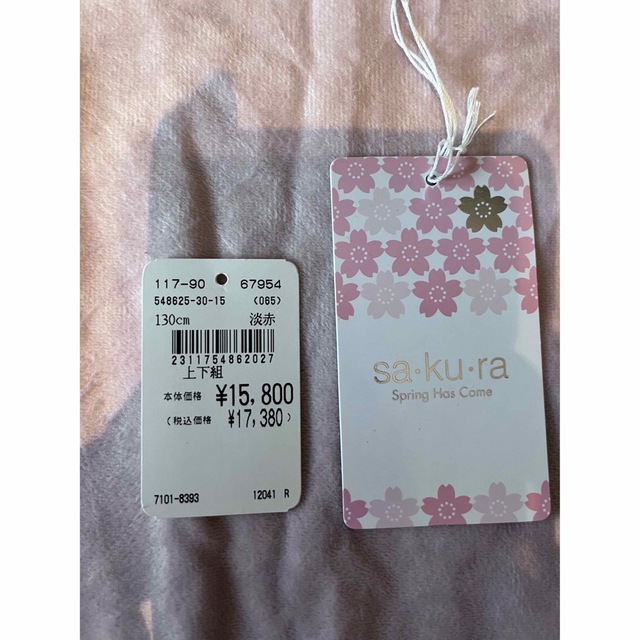 117-90 67954
548625-30-15 (065)
130cm 淡赤
2311754862027
上下組
本体価格 ¥15,800
(税込価格 ¥17,380)
7101-8393 12041 R
sa•ku•ra
Spring Has Come